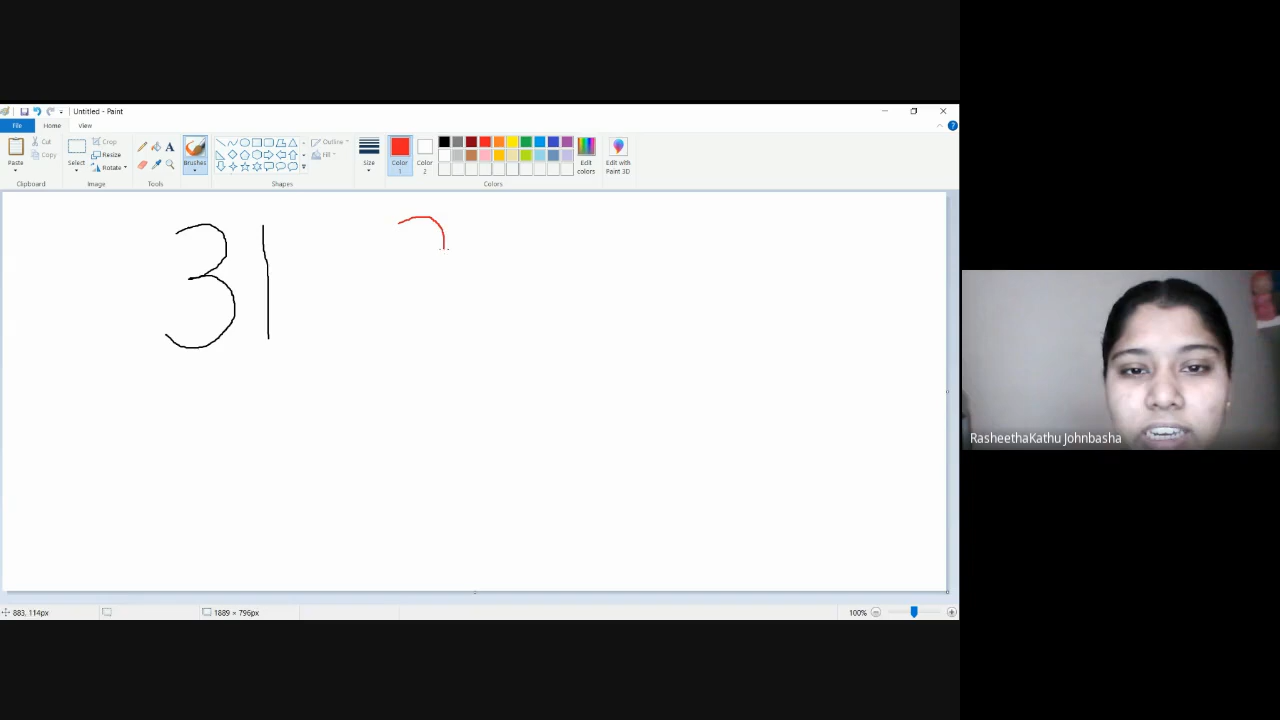 Untitled - Paint
File Home View
Paste Cut Copy Select Crop Resize Rotate Brushes Outline Fill Size Color 1 Color 2 Edit colors Edit with Paint 3D
Clipboard Image Tools Shapes Colors
31
RasheethaKathu Johnbasha
883, 114px 1889 × 796px 100%